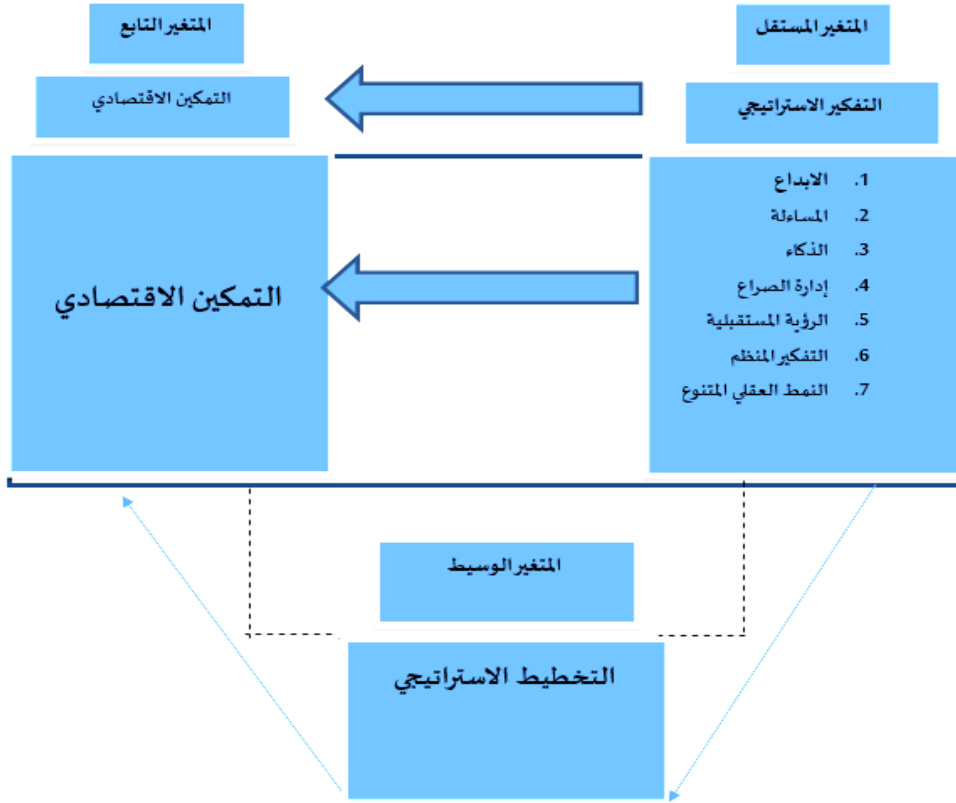 المتغير المستقل
المتغير التابع
التفكير الاستراتيجي
التمكين الاقتصادي
1. الابداع
2. المساءلة
3. الذكاء
4. إدارة الصراع
5. الرؤية المستقبلية
6. التفكير المنظم
7. النمط العقلي المتنوع
التمكين الاقتصادي
المتغير الوسيط
التخطيط الاستراتيجي